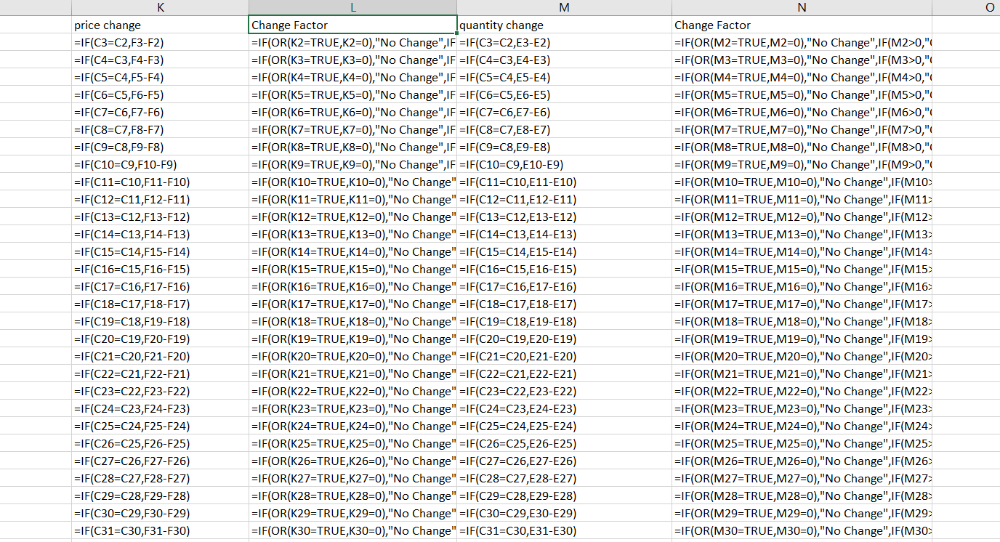 K L M N O
price change Change Factor quantity change Change Factor
=IF(C3=C2,F3-F2) =IF(OR(K2=TRUE,K2=0),"No Change",IF =IF(C3=C2,E3-E2) =IF(OR(M2=TRUE,M2=0),"No Change",IF(M2>0,"
=IF(C4=C3,F4-F3) =IF(OR(K3=TRUE,K3=0),"No Change",IF =IF(C4=C3,E4-E3) =IF(OR(M3=TRUE,M3=0),"No Change",IF(M3>0,"
=IF(C5=C4,F5-F4) =IF(OR(K4=TRUE,K4=0),"No Change",IF =IF(C5=C4,E5-E4) =IF(OR(M4=TRUE,M4=0),"No Change",IF(M4>0,"
=IF(C6=C5,F6-F5) =IF(OR(K5=TRUE,K5=0),"No Change",IF =IF(C6=C5,E6-E5) =IF(OR(M5=TRUE,M5=0),"No Change",IF(M5>0,"
=IF(C7=C6,F7-F6) =IF(OR(K6=TRUE,K6=0),"No Change",IF =IF(C7=C6,E7-E6) =IF(OR(M6=TRUE,M6=0),"No Change",IF(M6>0,"
=IF(C8=C7,F8-F7) =IF(OR(K7=TRUE,K7=0),"No Change",IF =IF(C8=C7,E8-E7) =IF(OR(M7=TRUE,M7=0),"No Change",IF(M7>0,"
=IF(C9=C8,F9-F8) =IF(OR(K8=TRUE,K8=0),"No Change",IF =IF(C9=C8,E9-E8) =IF(OR(M8=TRUE,M8=0),"No Change",IF(M8>0,"
=IF(C10=C9,F10-F9) =IF(OR(K9=TRUE,K9=0),"No Change",IF =IF(C10=C9,E10-E9) =IF(OR(M9=TRUE,M9=0),"No Change",IF(M9>0,"
=IF(C11=C10,F11-F10) =IF(OR(K10=TRUE,K10=0),"No Change" =IF(C11=C10,E11-E10) =IF(OR(M10=TRUE,M10=0),"No Change",IF(M10>
=IF(C12=C11,F12-F11) =IF(OR(K11=TRUE,K11=0),"No Change" =IF(C12=C11,E12-E11) =IF(OR(M11=TRUE,M11=0),"No Change",IF(M11>
=IF(C13=C12,F13-F12) =IF(OR(K12=TRUE,K12=0),"No Change" =IF(C13=C12,E13-E12) =IF(OR(M12=TRUE,M12=0),"No Change",IF(M12>
=IF(C14=C13,F14-F13) =IF(OR(K13=TRUE,K13=0),"No Change" =IF(C14=C13,E14-E13) =IF(OR(M13=TRUE,M13=0),"No Change",IF(M13>
=IF(C15=C14,F15-F14) =IF(OR(K14=TRUE,K14=0),"No Change" =IF(C15=C14,E15-E14) =IF(OR(M14=TRUE,M14=0),"No Change",IF(M14>
=IF(C16=C15,F16-F15) =IF(OR(K15=TRUE,K15=0),"No Change" =IF(C16=C15,E16-E15) =IF(OR(M15=TRUE,M15=0),"No Change",IF(M15>
=IF(C17=C16,F17-F16) =IF(OR(K16=TRUE,K16=0),"No Change" =IF(C17=C16,E17-E16) =IF(OR(M16=TRUE,M16=0),"No Change",IF(M16>
=IF(C18=C17,F18-F17) =IF(OR(K17=TRUE,K17=0),"No Change" =IF(C18=C17,E18-E17) =IF(OR(M17=TRUE,M17=0),"No Change",IF(M17>
=IF(C19=C18,F19-F18) =IF(OR(K18=TRUE,K18=0),"No Change" =IF(C19=C18,E19-E18) =IF(OR(M18=TRUE,M18=0),"No Change",IF(M18>
=IF(C20=C19,F20-F19) =IF(OR(K19=TRUE,K19=0),"No Change" =IF(C20=C19,E20-E19) =IF(OR(M19=TRUE,M19=0),"No Change",IF(M19>
=IF(C21=C20,F21-F20) =IF(OR(K20=TRUE,K20=0),"No Change" =IF(C21=C20,E21-E20) =IF(OR(M20=TRUE,M20=0),"No Change",IF(M20>
=IF(C22=C21,F22-F21) =IF(OR(K21=TRUE,K21=0),"No Change" =IF(C22=C21,E22-E21) =IF(OR(M21=TRUE,M21=0),"No Change",IF(M21>
=IF(C23=C22,F23-F22) =IF(OR(K22=TRUE,K22=0),"No Change" =IF(C23=C22,E23-E22) =IF(OR(M22=TRUE,M22=0),"No Change",IF(M22>
=IF(C24=C23,F24-F23) =IF(OR(K23=TRUE,K23=0),"No Change" =IF(C24=C23,E24-E23) =IF(OR(M23=TRUE,M23=0),"No Change",IF(M23>
=IF(C25=C24,F25-F24) =IF(OR(K24=TRUE,K24=0),"No Change" =IF(C25=C24,E25-E24) =IF(OR(M24=TRUE,M24=0),"No Change",IF(M24>
=IF(C26=C25,F26-F25) =IF(OR(K25=TRUE,K25=0),"No Change" =IF(C26=C25,E26-E25) =IF(OR(M25=TRUE,M25=0),"No Change",IF(M25>
=IF(C27=C26,F27-F26) =IF(OR(K26=TRUE,K26=0),"No Change" =IF(C27=C26,E27-E26) =IF(OR(M26=TRUE,M26=0),"No Change",IF(M26>
=IF(C28=C27,F28-F27) =IF(OR(K27=TRUE,K27=0),"No Change" =IF(C28=C27,E28-E27) =IF(OR(M27=TRUE,M27=0),"No Change",IF(M27>
=IF(C29=C28,F29-F28) =IF(OR(K28=TRUE,K28=0),"No Change" =IF(C29=C28,E29-E28) =IF(OR(M28=TRUE,M28=0),"No Change",IF(M28>
=IF(C30=C29,F30-F29) =IF(OR(K29=TRUE,K29=0),"No Change" =IF(C30=C29,E30-E29) =IF(OR(M29=TRUE,M29=0),"No Change",IF(M29>
=IF(C31=C30,F31-F30) =IF(OR(K30=TRUE,K30=0),"No Change" =IF(C31=C30,E31-E30) =IF(OR(M30=TRUE,M30=0),"No Change",IF(M30>